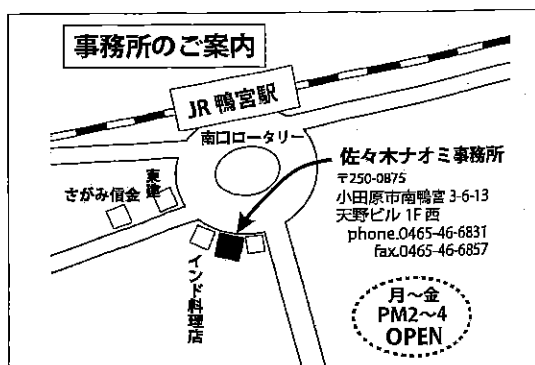 事務所のご案内
JR 鴨宮駅
南口ロータリー
東建
さがみ信金
インド料理店
佐々木ナオミ事務所
〒250-0875
小田原市南鴨宮 3-6-13
天野ビル 1F 西
phone.0465-46-6831
fax.0465-46-6857
月～金
PM2～4
OPEN